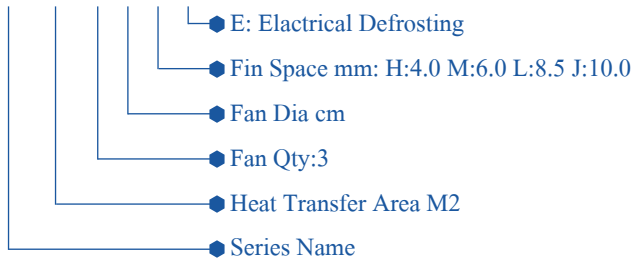 E: Elactrical Defrosting
Fin Space mm: H:4.0 M:6.0 L:8.5 J:10.0
Fan Dia cm
Fan Qty:3
Heat Transfer Area M2
Series Name